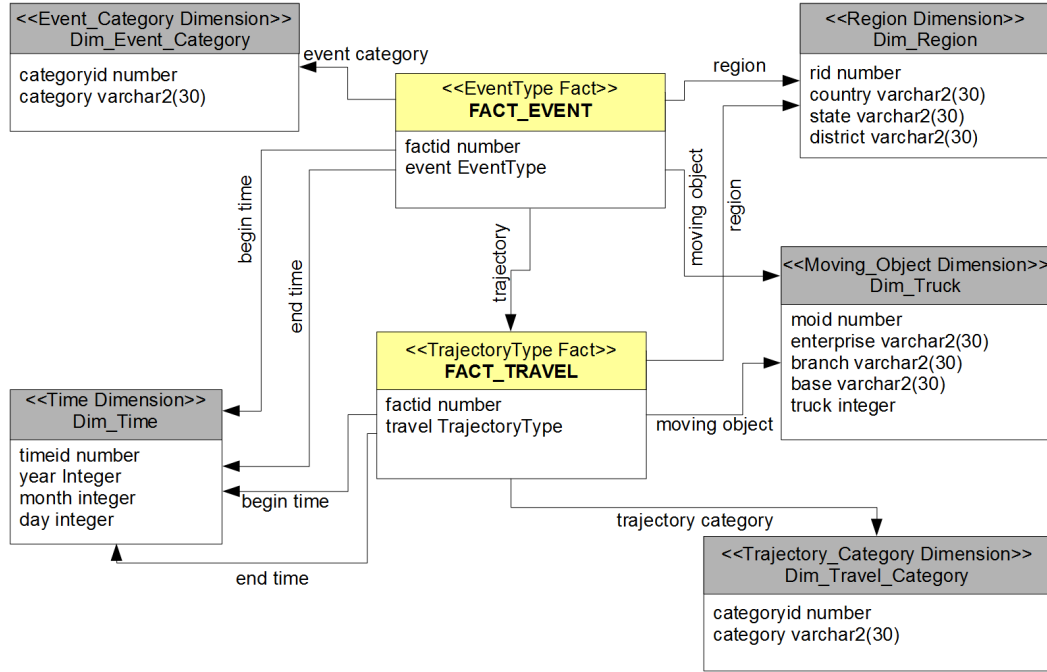 <<Event_Category Dimension>>
Dim_Event_Category
categoryid number
category varchar2(30)
event category
<<EventType Fact>>
FACT_EVENT
factid number
event EventType
region
<<Region Dimension>>
Dim_Region
rid number
country varchar2(30)
state varchar2(30)
district varchar2(30)
begin time
end time
trajectory
moving object
region
<<Moving_Object Dimension>>
Dim_Truck
moid number
enterprise varchar2(30)
branch varchar2(30)
base varchar2(30)
truck integer
<<TrajectoryType Fact>>
FACT_TRAVEL
factid number
travel TrajectoryType
moving object
<<Time Dimension>>
Dim_Time
timeid number
year Integer
month integer
day integer
begin time
end time
trajectory category
<<Trajectory_Category Dimension>>
Dim_Travel_Category
categoryid number
category varchar2(30)